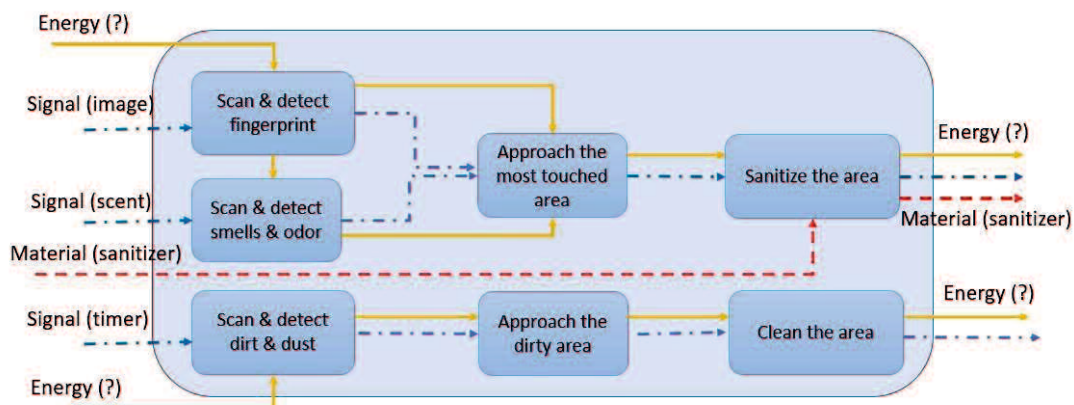 Energy (?)
Signal (image)
Scan & detect
fingerprint
Approach the
most touched
area
Sanitize the area
Energy (?)
Signal (scent)
Scan & detect
smells & odor
Material (sanitizer)
Material (sanitizer)
Signal (timer)
Scan & detect
dirt & dust
Approach the
dirty area
Clean the area
Energy (?)
Energy (?)